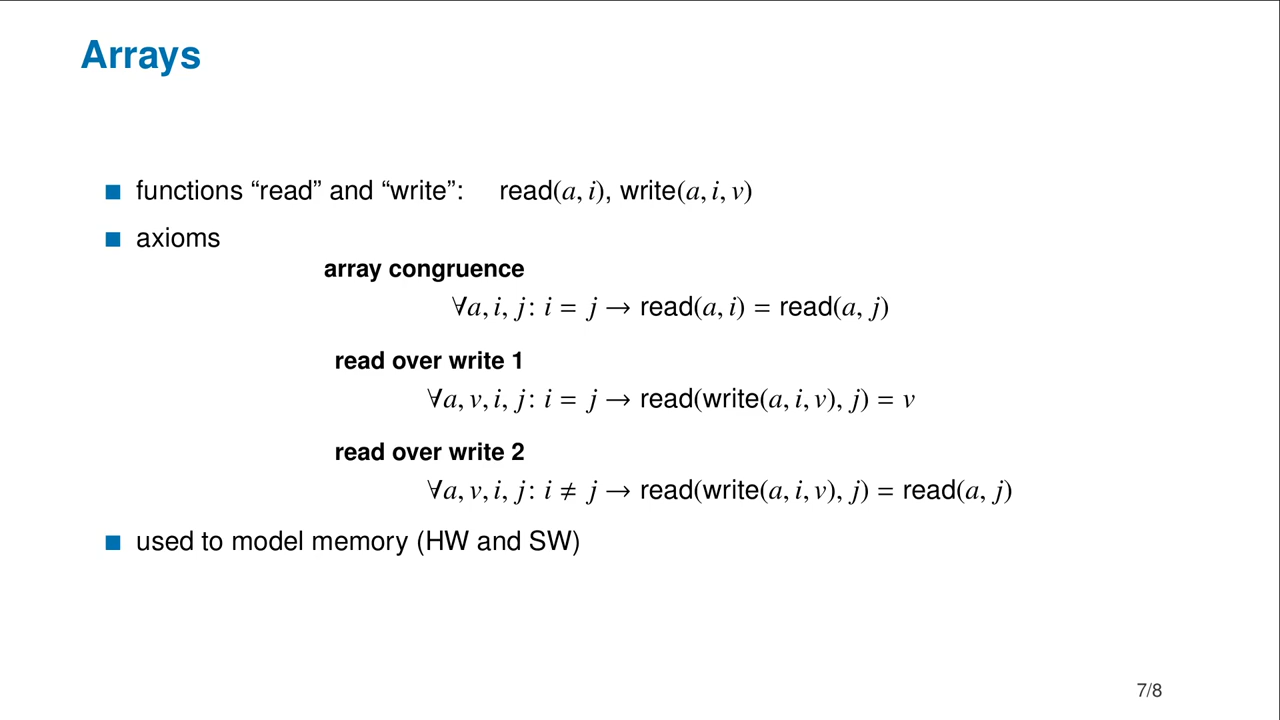 Arrays
functions “read” and “write”: read(a, i), write(a, i, v)
axioms
array congruence
∀a, i, j: i = j → read(a, i) = read(a, j)
read over write 1
∀a, v, i, j: i = j → read(write(a, i, v), j) = v
read over write 2
∀a, v, i, j: i ≠ j → read(write(a, i, v), j) = read(a, j)
used to model memory (HW and SW)
7/8